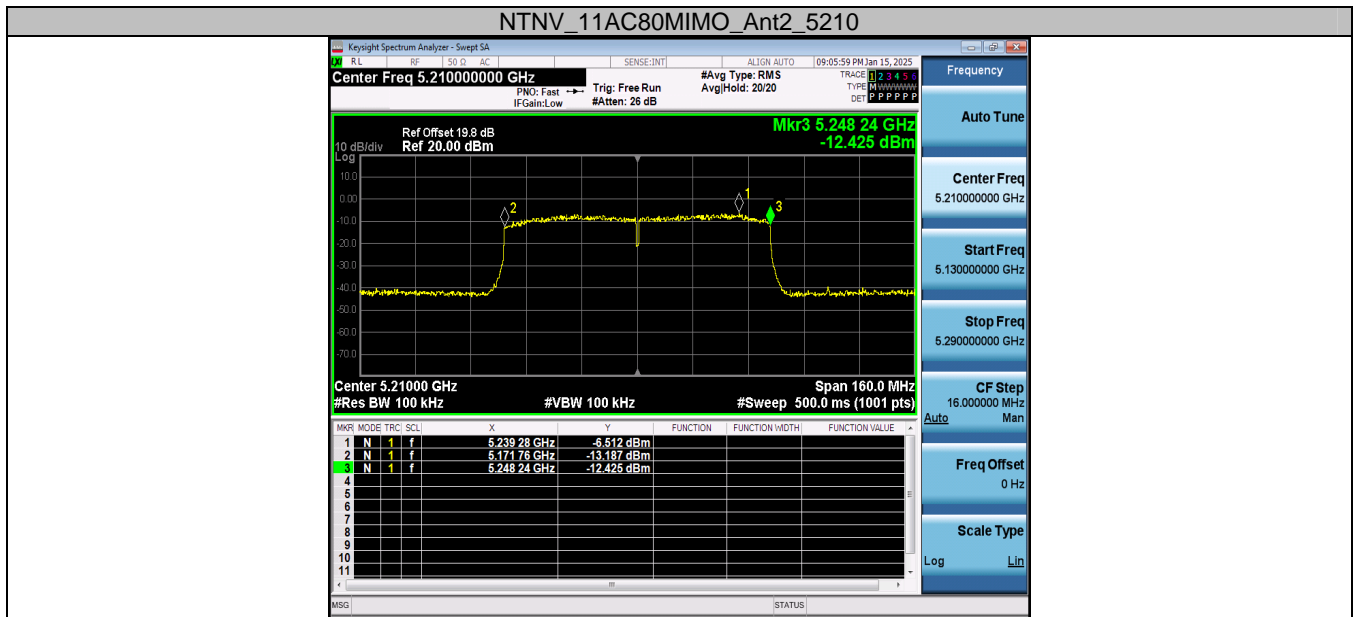 NTNV_11AC80MIMO_Ant2_5210
Keysight Spectrum Analyzer - Swept SA
LXI RL RF 50 Ω AC SENSE:INT ALIGN AUTO 09:05:59 PM Jan 15, 2025
Center Freq 5.210000000 GHz
PNO: Fast
IFGain:Low
Trig: Free Run
#Atten: 26 dB
#Avg Type: RMS
Avg|Hold: 20/20
TRACE 1 2 3 4 5 6
TYPE M W W W W W
DET P P P P P P
Mkr3 5.248 24 GHz
-12.425 dBm
Ref Offset 19.8 dB
Ref 20.00 dBm
10 dB/div
Log
10.0
0.00
-10.0
-20.0
-30.0
-40.0
-50.0
-60.0
-70.0
2
1
3
Center 5.21000 GHz Span 160.0 MHz
#Res BW 100 kHz #VBW 100 kHz #Sweep 500.0 ms (1001 pts)
MKR MODE TRC SCL X Y FUNCTION FUNCTION WIDTH FUNCTION VALUE
1 N 1 f 5.239 28 GHz -6.512 dBm
2 N 1 f 5.171 76 GHz -13.187 dBm
3 N 1 f 5.248 24 GHz -12.425 dBm
4
5
6
7
8
9
10
11
MSG STATUS
Frequency
Auto Tune
Center Freq
5.210000000 GHz
Start Freq
5.130000000 GHz
Stop Freq
5.290000000 GHz
CF Step
16.000000 MHz
Auto Man
Freq Offset
0 Hz
Scale Type
Log Lin